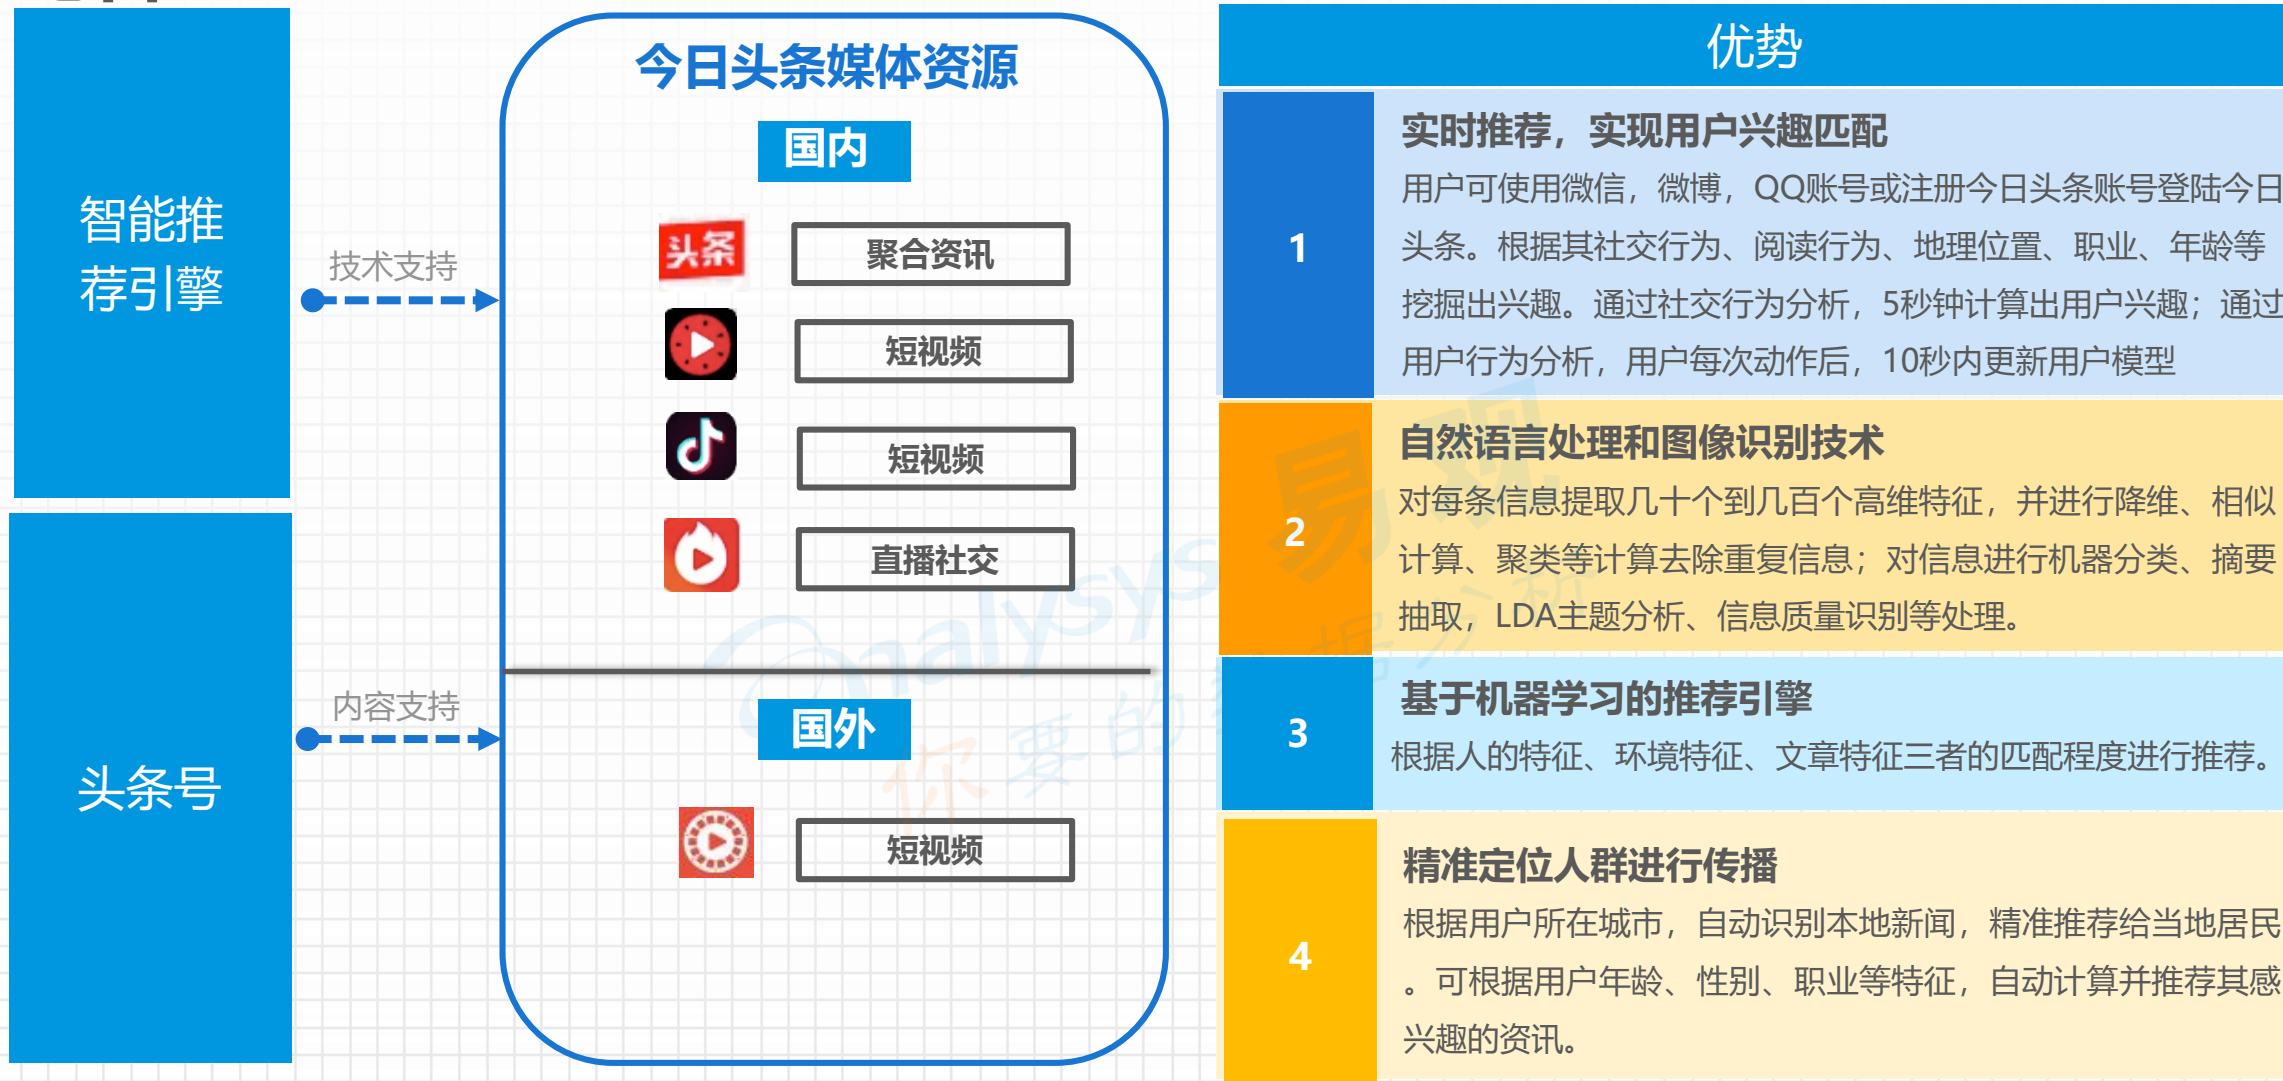 智能推
荐引擎
技术支持
头条号
内容支持
今日头条媒体资源
国内
头条
聚合资讯
短视频
短视频
直播社交
国外
短视频
优势
1
实时推荐，实现用户兴趣匹配
用户可使用微信，微博，QQ账号或注册今日头条账号登陆今日
头条。根据其社交行为、阅读行为、地理位置、职业、年龄等
挖掘出兴趣。通过社交行为分析，5秒钟计算出用户兴趣；通过
用户行为分析，用户每次动作后，10秒内更新用户模型
2
自然语言处理和图像识别技术
对每条信息提取几十个到几百个高维特征，并进行降维、相似
计算、聚类等计算去除重复信息；对信息进行机器分类、摘要
抽取，LDA主题分析、信息质量识别等处理。
3
基于机器学习的推荐引擎
根据人的特征、环境特征、文章特征三者的匹配程度进行推荐。
4
精准定位人群进行传播
根据用户所在城市，自动识别本地新闻，精准推荐给当地居民
。可根据用户年龄、性别、职业等特征，自动计算并推荐其感
兴趣的资讯。
analysys 易观
你要的数据分析